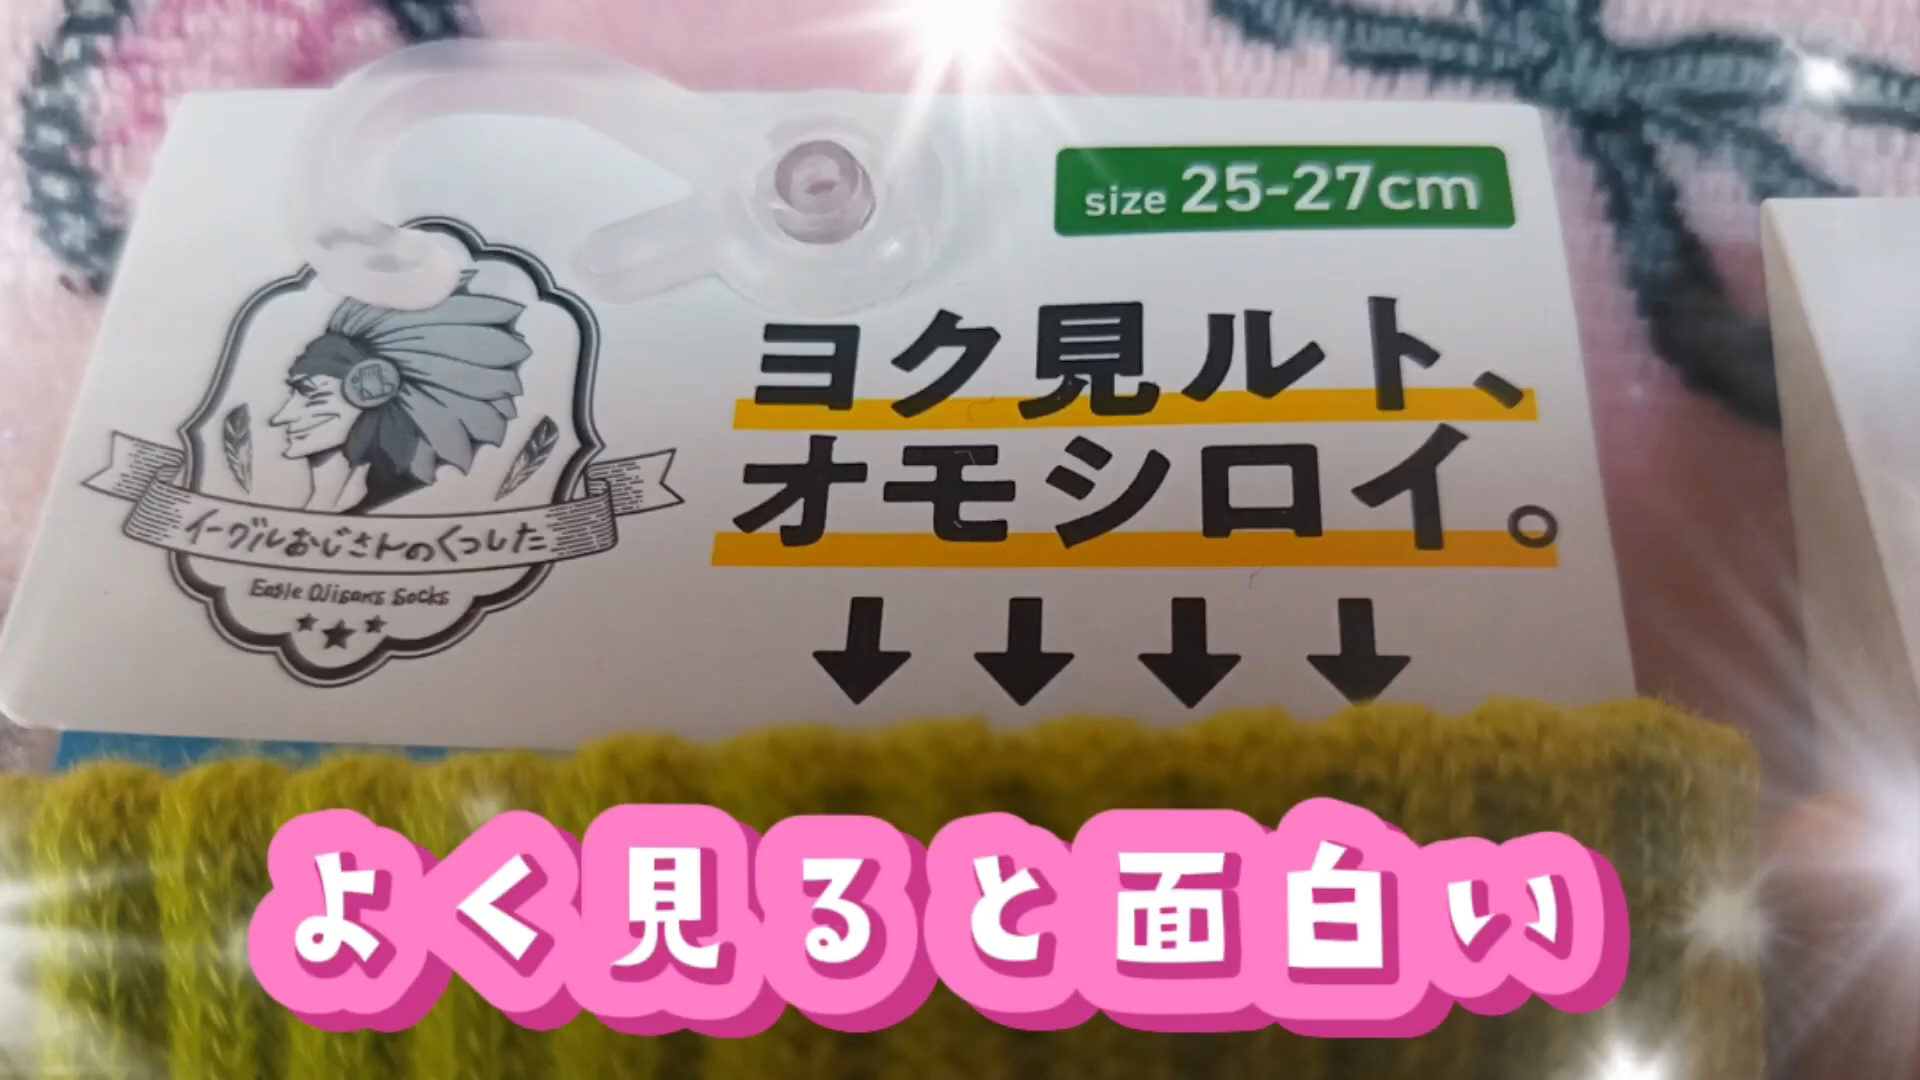 size 25-27cm
ヨク見ルト、
オモシロイ。
イーグルおじさんのくつした
Eagle Ojisan's Socks
よく見ると面白い